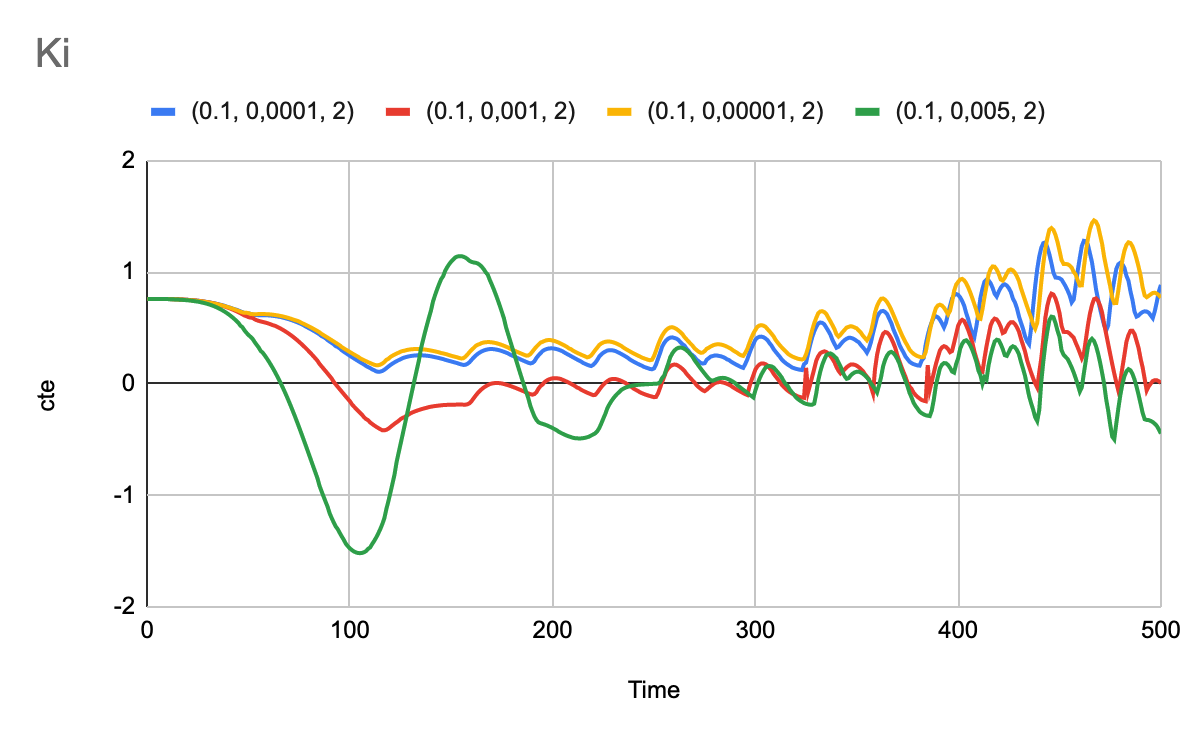 Ki
(0.1, 0,0001, 2) (0.1, 0,001, 2) (0.1, 0,00001, 2) (0.1, 0,005, 2)
2
1
0
-1
-2
cte
0 100 200 300 400 500
Time